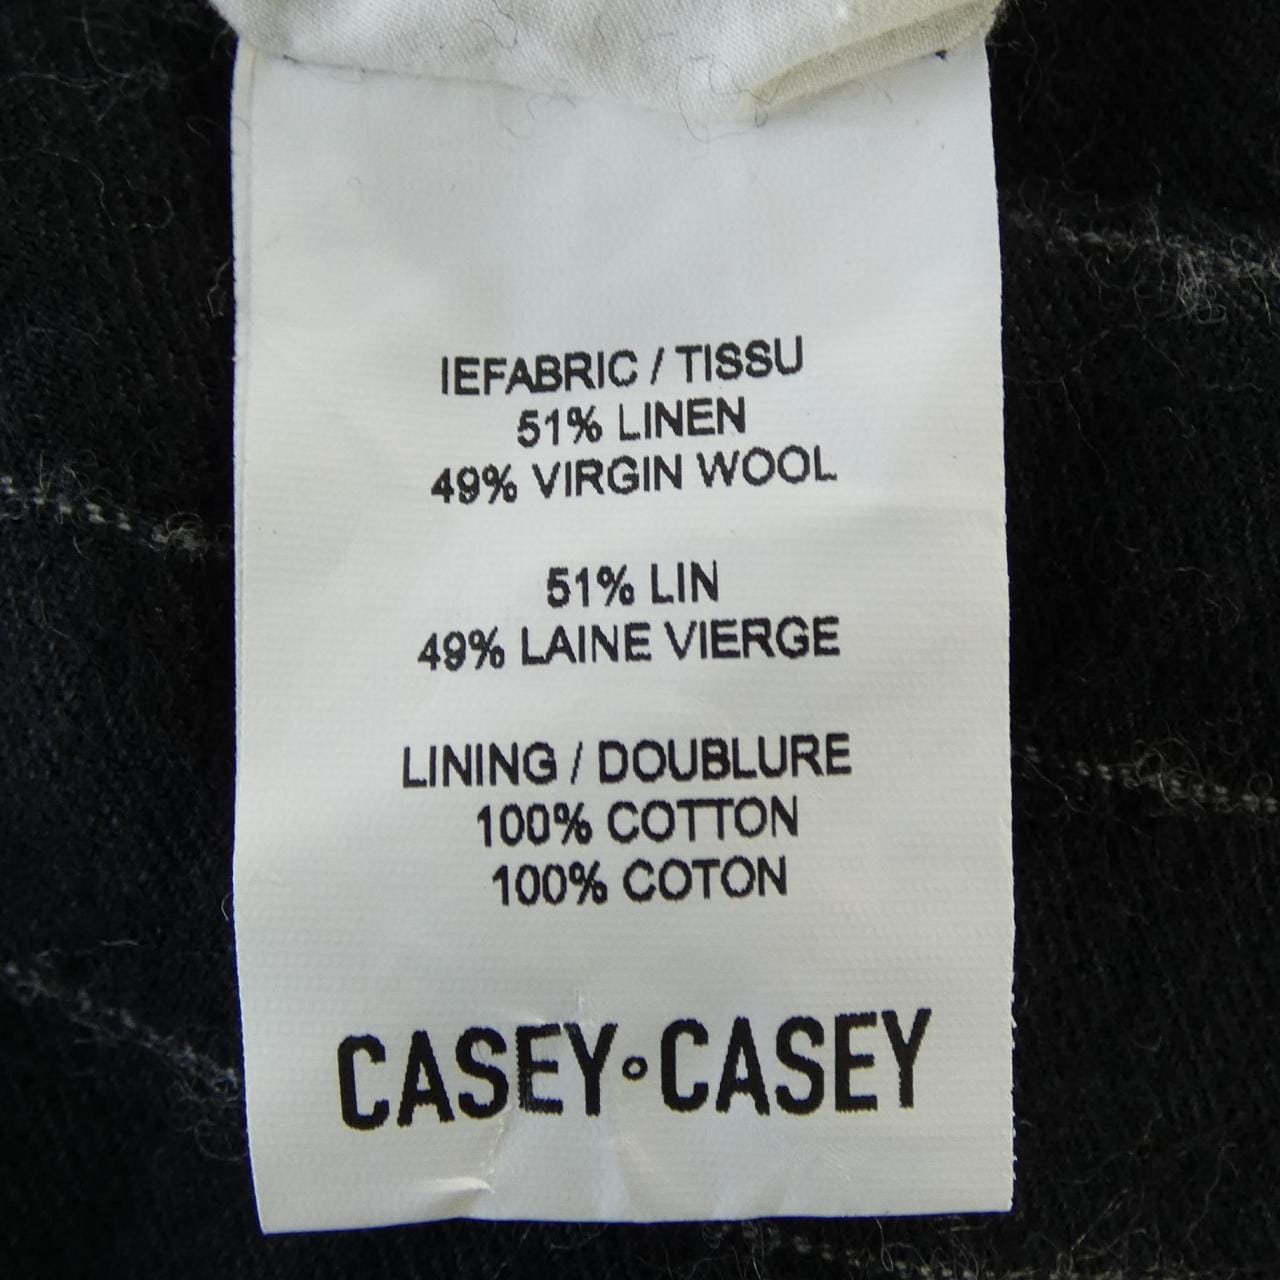 IEFABRIC / TISSU
51% LINEN
49% VIRGIN WOOL
51% LIN
49% LAINE VIERGE
LINING / DOUBLURE
100% COTTON
100% COTON
CASEY∘CASEY